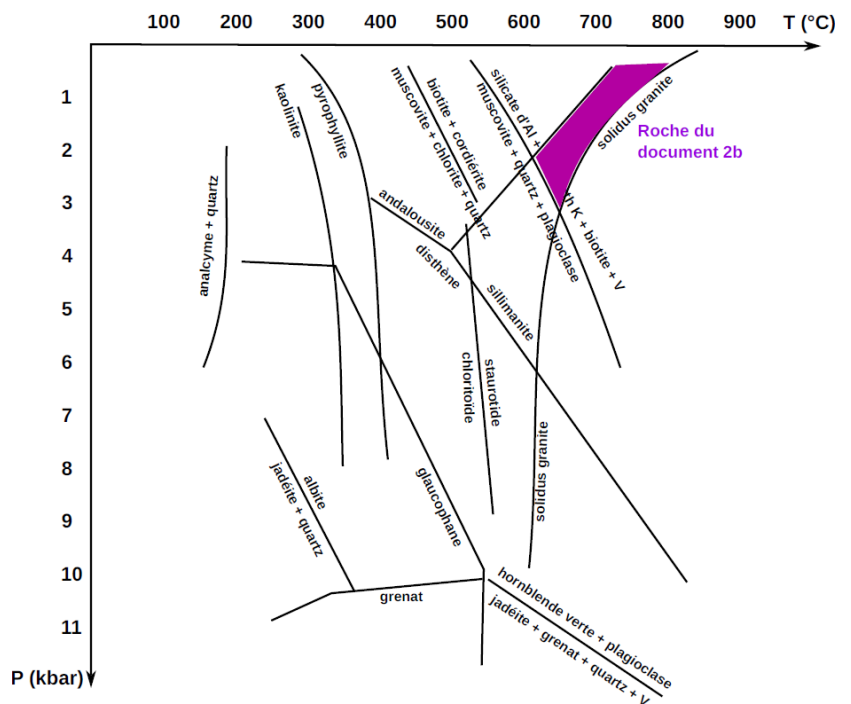 100 200 300 400 500 600 700 800 900 T (°C)
1
2
3
4
5
6
7
8
9
10
11
P (kbar)
analcyme + quartz
kaolinite
pyrophyllite
biotite + cordiérite
muscovite + chlorite + quartz
silicate d'Al +
th K + biotite + V
muscovite + quartz + plagioclase
solidus granite
Roche du
document 2b
andalousite
disthène
sillimanite
chloritoïde
staurotide
solidus granite
albite
jadéite + quartz
glaucophane
grenat
hornblende verte + plagioclase
jadéite + grenat + quartz + V